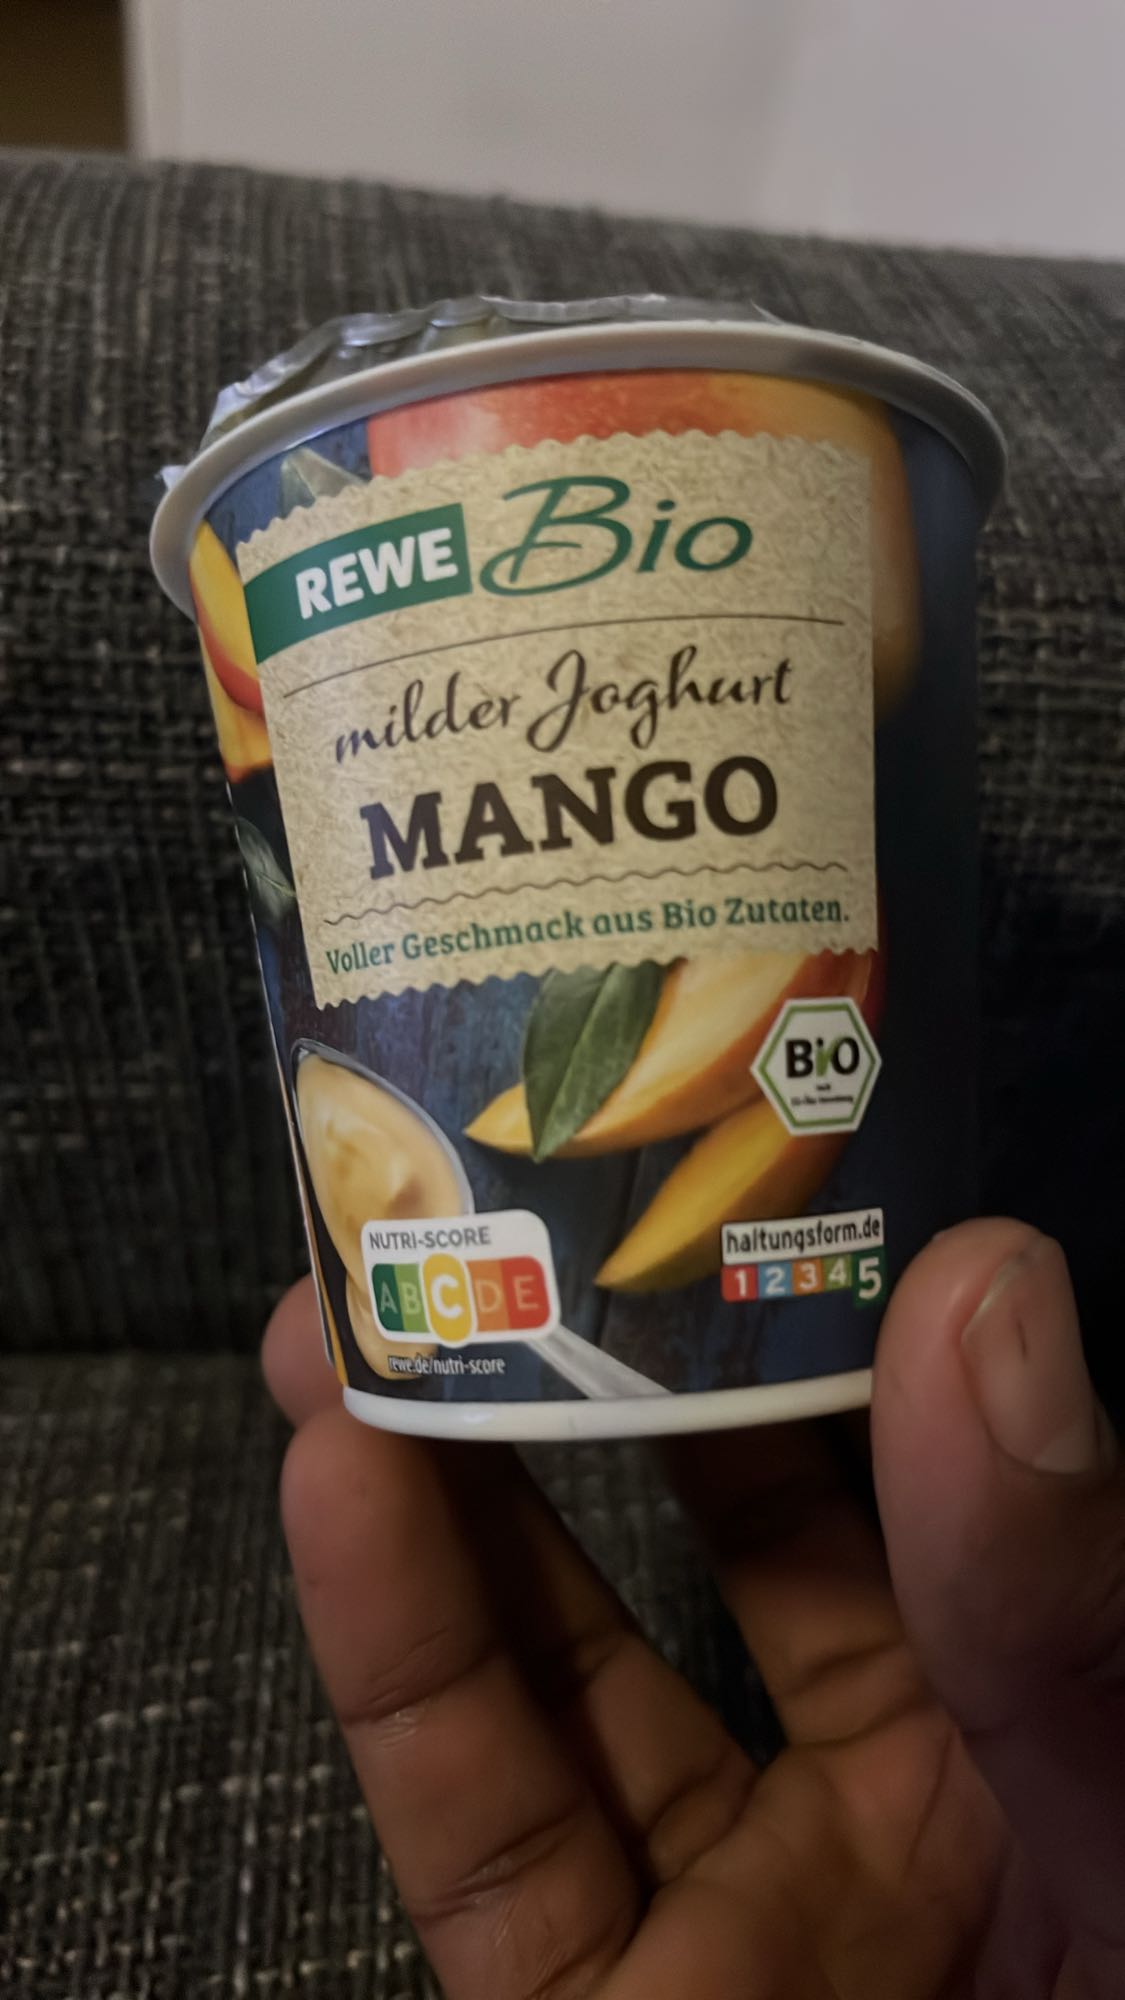 REWE Bio
milder Joghurt
MANGO
Voller Geschmack aus Bio Zutaten.
BiO
NUTRI-SCORE
A B C D E
rewe.de/nutri-score
haltungsform.de
1 2 3 4 5